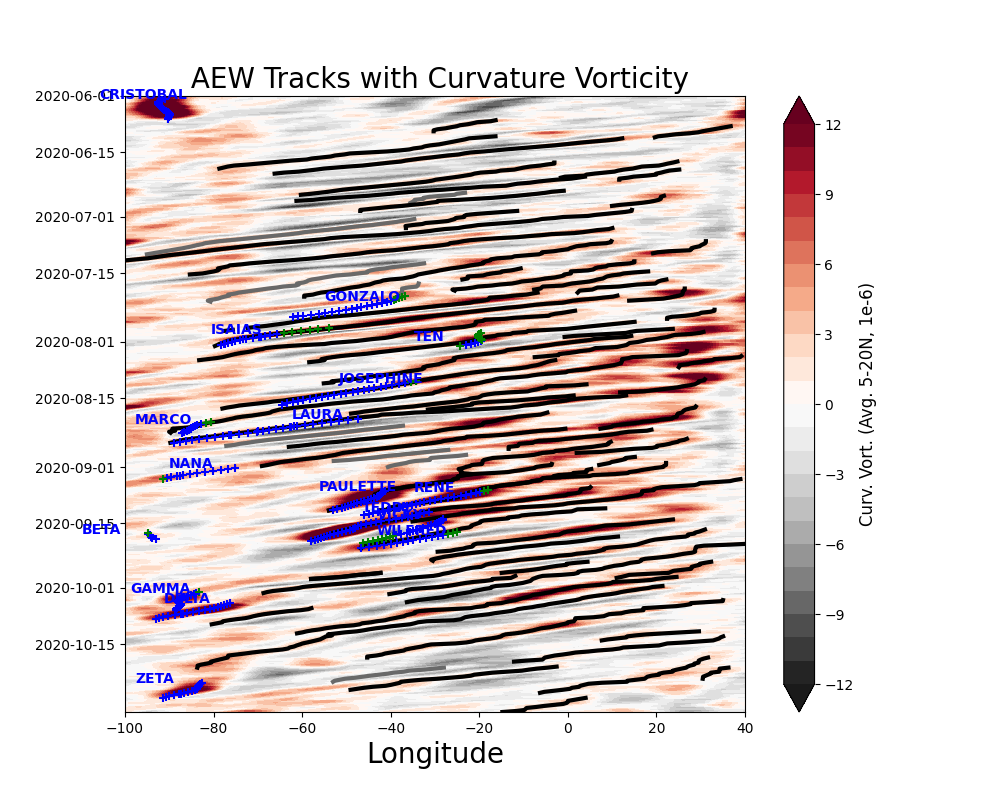 AEW Tracks with Curvature Vorticity
CRISTOBAL
2020-06-01
2020-06-15
2020-07-01
2020-07-15
GONZALO
ISAIAS
TEN
2020-08-01
JOSEPHINE
2020-08-15
LAURA
MARCO
NANA
2020-09-01
PAULETTE
RENE
TEDDY
2020-09-15
BETA
WILFRED
GAMMA
2020-10-01
DELTA
2020-10-15
ZETA
−100
−80
−60
−40
−20
0
20
40
Longitude
12
9
6
3
0
−3
−6
−9
−12
Curv. Vort. (Avg. 5-20N, 1e-6)